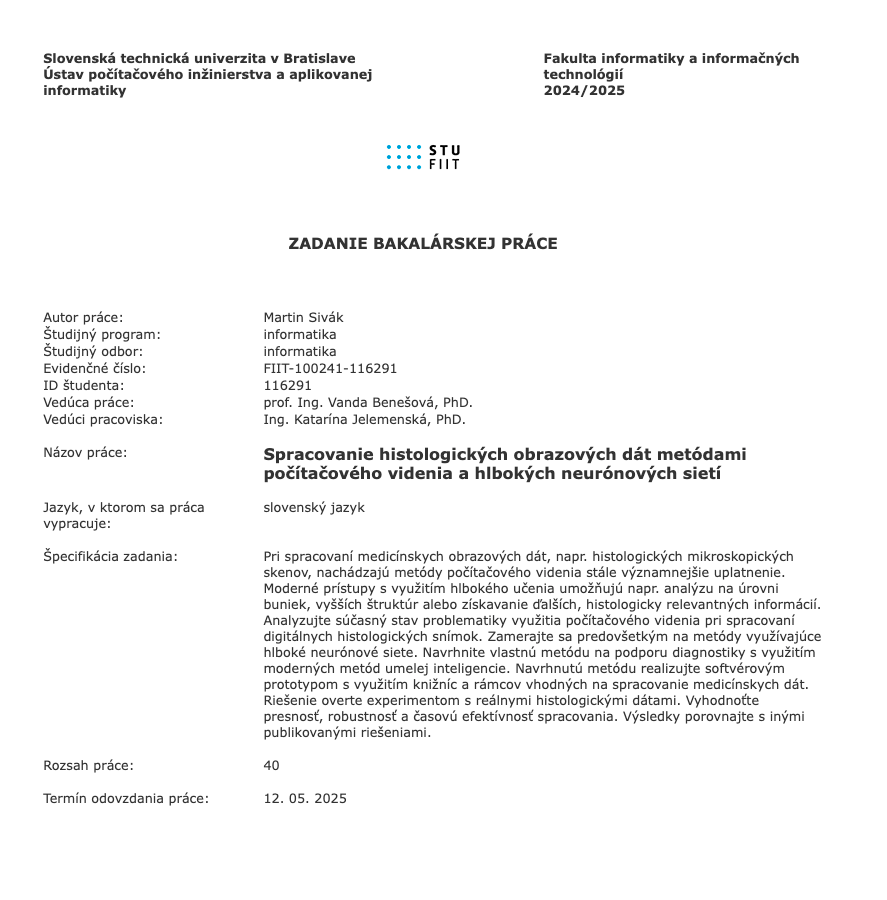 Slovenská technická univerzita v Bratislave
Ústav počítačového inžinierstva a aplikovanej
informatiky
Fakulta informatiky a informačných
technológií
2024/2025
STU
FIIT
ZADANIE BAKALÁRSKEJ PRÁCE
Autor práce: Martin Sivák
Študijný program: informatika
Študijný odbor: informatika
Evidenčné číslo: FIIT-100241-116291
ID študenta: 116291
Vedúca práce: prof. Ing. Vanda Benešová, PhD.
Vedúci pracoviska: Ing. Katarína Jelemenská, PhD.
Názov práce: Spracovanie histologických obrazových dát metódami
počítačového videnia a hlbokých neurónových sietí
Jazyk, v ktorom sa práca slovenský jazyk
vypracuje:
Špecifikácia zadania: Pri spracovaní medicínskych obrazových dát, napr. histologických mikroskopických
skenov, nachádzajú metódy počítačového videnia stále významnejšie uplatnenie.
Moderné prístupy s využitím hlbokého učenia umožňujú napr. analýzu na úrovni
buniek, vyšších štruktúr alebo získavanie ďalších, histologicky relevantných informácií.
Analyzujte súčasný stav problematiky využitia počítačového videnia pri spracovaní
digitálnych histologických snímok. Zamerajte sa predovšetkým na metódy využívajúce
hlboké neurónové siete. Navrhnite vlastnú metódu na podporu diagnostiky s využitím
moderných metód umelej inteligencie. Navrhnutú metódu realizujte softvérovým
prototypom s využitím knižníc a rámcov vhodných na spracovanie medicínskych dát.
Riešenie overte experimentom s reálnymi histologickými dátami. Vyhodnoťte
presnosť, robustnosť a časovú efektívnosť spracovania. Výsledky porovnajte s inými
publikovanými riešeniami.
Rozsah práce: 40
Termín odovzdania práce: 12. 05. 2025